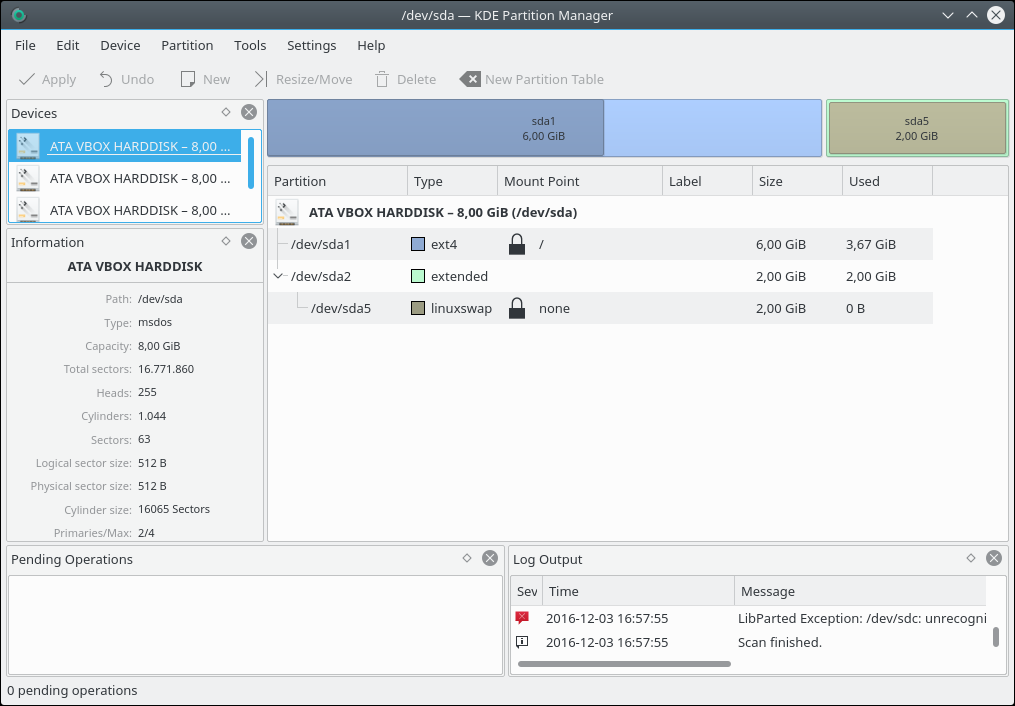 /dev/sda — KDE Partition Manager
File Edit Device Partition Tools Settings Help
Apply Undo New Resize/Move Delete New Partition Table
Devices
ATA VBOX HARDDISK – 8,00 ...
ATA VBOX HARDDISK – 8,00 ...
ATA VBOX HARDDISK – 8,00 ...
Information
ATA VBOX HARDDISK
Path: /dev/sda
Type: msdos
Capacity: 8,00 GiB
Total sectors: 16.771.860
Heads: 255
Cylinders: 1.044
Sectors: 63
Logical sector size: 512 B
Physical sector size: 512 B
Cylinder size: 16065 Sectors
Primaries/Max: 2/4
sda1
6,00 GiB
sda5
2,00 GiB
Partition Type Mount Point Label Size Used
ATA VBOX HARDDISK – 8,00 GiB (/dev/sda)
/dev/sda1 ext4 / 6,00 GiB 3,67 GiB
/dev/sda2 extended 2,00 GiB 2,00 GiB
/dev/sda5 linuxswap none 2,00 GiB 0 B
Pending Operations
Log Output
Sev Time Message
2016-12-03 16:57:55 LibParted Exception: /dev/sdc: unrecogni
2016-12-03 16:57:55 Scan finished.
0 pending operations